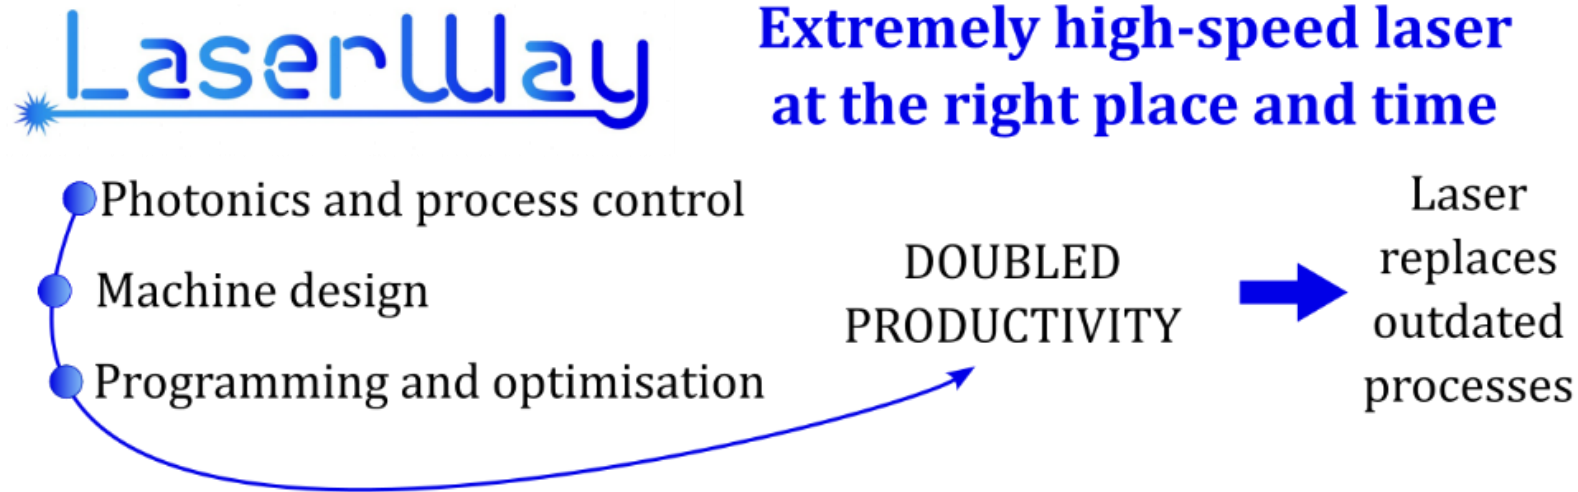 LaserWay
Extremely high-speed laser
at the right place and time
Photonics and process control
Machine design
Programming and optimisation
DOUBLED
PRODUCTIVITY
Laser
replaces
outdated
processes